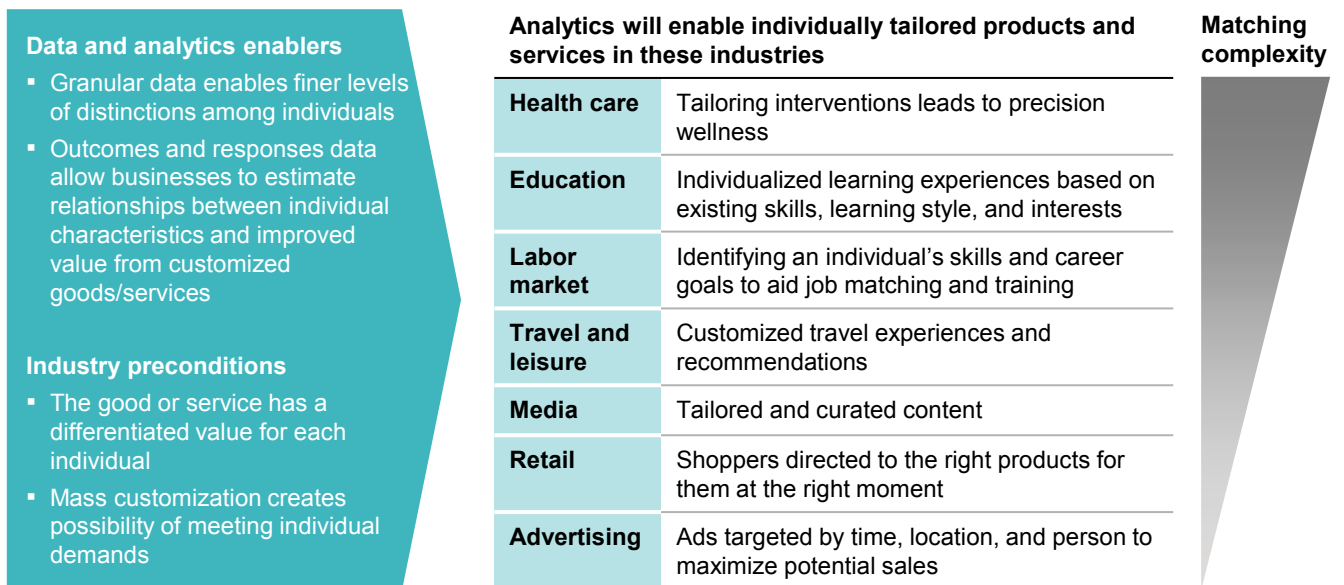 Data and analytics enablers
▪ Granular data enables finer levels
of distinctions among individuals
▪ Outcomes and responses data
allow businesses to estimate
relationships between individual
characteristics and improved
value from customized
goods/services
Industry preconditions
▪ The good or service has a
differentiated value for each
individual
▪ Mass customization creates
possibility of meeting individual
demands
Analytics will enable individually tailored products and
services in these industries
Health care
Tailoring interventions leads to precision
wellness
Education
Individualized learning experiences based on
existing skills, learning style, and interests
Labor
market
Identifying an individual's skills and career
goals to aid job matching and training
Travel and
leisure
Customized travel experiences and
recommendations
Media
Tailored and curated content
Retail
Shoppers directed to the right products for
them at the right moment
Advertising
Ads targeted by time, location, and person to
maximize potential sales
Matching
complexity